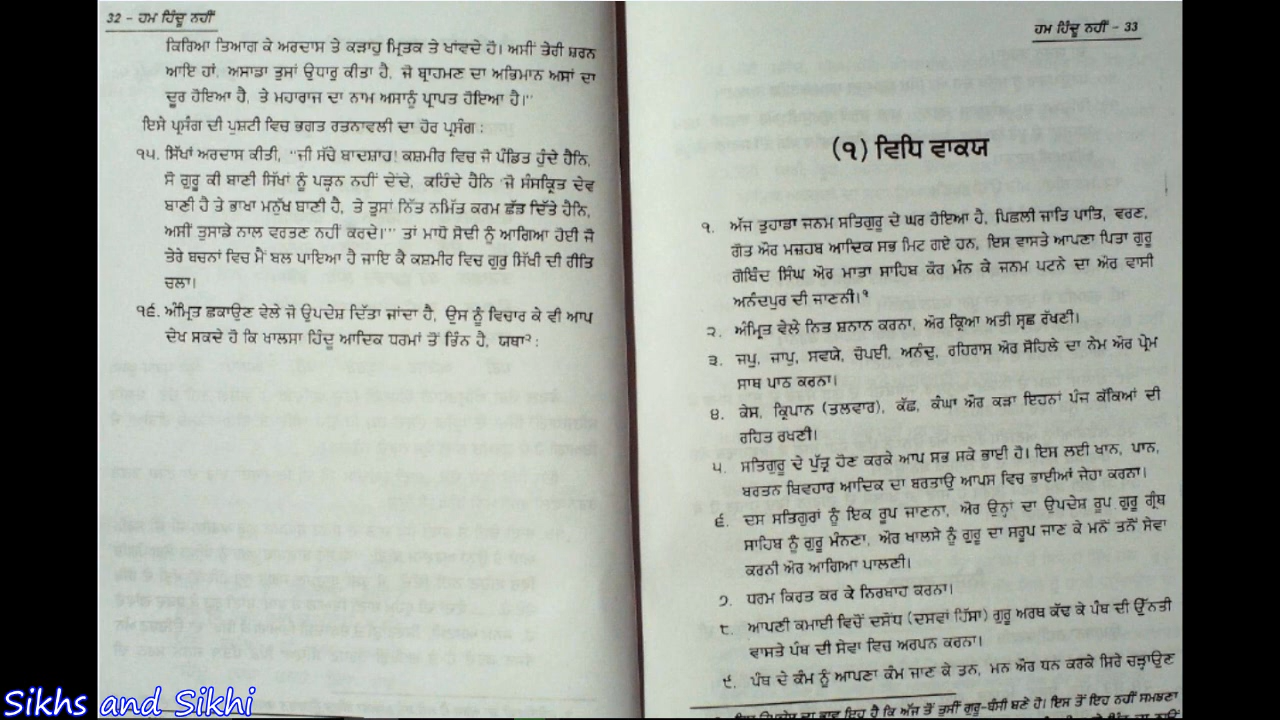 32 – ਹਮ ਹਿੰਦੂ ਨਹੀਂ
ਕਿਰਿਆ ਤਿਆਗ ਕੇ ਅਰਦਾਸ ਤੇ ਕੜਾਹੁ ਮ੍ਰਿਤਕ ਤੇ ਖਾਂਵਦੇ ਹੋ। ਅਸੀਂ ਤੇਰੀ ਸ਼ਰਨ
ਆਇ ਹਾਂ, ਅਸਾਡਾ ਤੁਸਾਂ ਉਧਾਰੁ ਕੀਤਾ ਹੈ, ਜੋ ਬ੍ਰਾਹਮਣ ਦਾ ਅਭਿਮਾਨ ਅਸਾਂ ਦਾ
ਦੂਰ ਹੋਇਆ ਹੈ, ਤੇ ਮਹਾਰਾਜ ਦਾ ਨਾਮ ਅਸਾਨੂੰ ਪ੍ਰਾਪਤ ਹੋਇਆ ਹੈ।''
ਇਸੇ ਪ੍ਰਸੰਗ ਦੀ ਪੁਸ਼ਟੀ ਵਿਚ ਭਗਤ ਰਤਨਾਵਲੀ ਦਾ ਹੋਰ ਪ੍ਰਸੰਗ :
੧੫. ਸਿੱਖਾਂ ਅਰਦਾਸ ਕੀਤੀ, ''ਜੀ ਸੱਚੇ ਬਾਦਸ਼ਾਹ! ਕਸ਼ਮੀਰ ਵਿਚ ਜੋ ਪੰਡਿਤ ਹੁੰਦੇ ਹੈਨਿ,
ਸੋ ਗੁਰੂ ਕੀ ਬਾਣੀ ਸਿੱਖਾਂ ਨੂੰ ਪੜ੍ਹਨ ਨਹੀਂ ਦੇਂਦੇ, ਕਹਿੰਦੇ ਹੈਨਿ 'ਜੋ ਸੰਸਕ੍ਰਿਤ ਦੇਵ
ਬਾਣੀ ਹੈ ਤੇ ਭਾਖਾ ਮਨੁੱਖ ਬਾਣੀ ਹੈ, ਤੇ ਤੁਸਾਂ ਨਿੱਤ ਨਮਿੱਤ ਕਰਮ ਛੱਡ ਦਿੱਤੇ ਹੈਨਿ,
ਅਸੀਂ ਤੁਸਾਡੇ ਨਾਲ ਵਰਤਣ ਨਹੀਂ ਕਰਦੇ।''' ਤਾਂ ਮਾਧੋ ਸੋਢੀ ਨੂੰ ਆਗਿਆ ਹੋਈ ਜੋ
ਤੇਰੇ ਬਚਨਾਂ ਵਿਚ ਮੈਂ ਬਲ ਪਾਇਆ ਹੈ ਜਾਇ ਕੈ ਕਸ਼ਮੀਰ ਵਿਚ ਗੁਰੁ ਸਿੱਖੀ ਦੀ ਰੀਤਿ
ਚਲਾ।
੧੬. ਅੰਮ੍ਰਿਤ ਛਕਾਉਣ ਵੇਲੇ ਜੋ ਉਪਦੇਸ਼ ਦਿੱਤਾ ਜਾਂਦਾ ਹੈ, ਉਸ ਨੂੰ ਵਿਚਾਰ ਕੇ ਵੀ ਆਪ
ਦੇਖ ਸਕਦੇ ਹੋ ਕਿ ਖਾਲਸਾ ਹਿੰਦੂ ਆਦਿਕ ਧਰਮਾਂ ਤੋਂ ਭਿੰਨ ਹੈ, ਯਥਾ੨ :
ਹਮ ਹਿੰਦੂ ਨਹੀਂ – 33
(੧) ਵਿਧਿ ਵਾਕਯ
੧. ਅੱਜ ਤੁਹਾਡਾ ਜਨਮ ਸਤਿਗੁਰੂ ਦੇ ਘਰ ਹੋਇਆ ਹੈ, ਪਿਛਲੀ ਜਾਤਿ ਪਾਤਿ, ਵਰਣ,
ਗੋਤ ਔਰ ਮਜ਼ਹਬ ਆਦਿਕ ਸਭ ਮਿਟ ਗਏ ਹਨ, ਇਸ ਵਾਸਤੇ ਆਪਣਾ ਪਿਤਾ ਗੁਰੂ
ਗੋਬਿੰਦ ਸਿੰਘ ਔਰ ਮਾਤਾ ਸਾਹਿਬ ਕੌਰ ਮੰਨ ਕੇ ਜਨਮ ਪਟਨੇ ਦਾ ਔਰ ਵਾਸੀ
ਅਨੰਦਪੁਰ ਦੀ ਜਾਣਨੀ।੧
੨. ਅੰਮ੍ਰਿਤ ਵੇਲੇ ਨਿਤ ਸ਼ਨਾਨ ਕਰਨਾ, ਔਰ ਕ੍ਰਿਆ ਅਤੀ ਸ੍ਵਛ ਰੱਖਣੀ।
੩. ਜਪੁ, ਜਾਪੁ, ਸਵਯੇ, ਚੋਪਈ, ਅਨੰਦੁ, ਰਹਿਰਾਸ ਔਰ ਸੋਹਿਲੇ ਦਾ ਨੇਮ ਔਰ ਪ੍ਰੇਮ
ਸਾਥ ਪਾਠ ਕਰਨਾ।
੪. ਕੇਸ, ਕ੍ਰਿਪਾਨ (ਤਲਵਾਰ), ਕੱਛ, ਕੰਘਾ ਔਰ ਕੜਾ ਇਹਨਾਂ ਪੰਜ ਕੱਕਿਆਂ ਦੀ
ਰਹਿਤ ਰਖਣੀ।
੫. ਸਤਿਗੁਰੂ ਦੇ ਪੁੱਤ੍ਰ ਹੋਣ ਕਰਕੇ ਆਪ ਸਭ ਸਕੇ ਭਾਈ ਹੋ। ਇਸ ਲਈ ਖਾਨ, ਪਾਨ,
ਬਰਤਨ ਬਿਵਹਾਰ ਆਦਿਕ ਦਾ ਬਰਤਾਉ ਆਪਸ ਵਿਚ ਭਾਈਆਂ ਜੇਹਾ ਕਰਨਾ।
੬. ਦਸ ਸਤਿਗੁਰਾਂ ਨੂੰ ਇਕ ਰੂਪ ਜਾਣਨਾ, ਔਰ ਉਨ੍ਹਾਂ ਦਾ ਉਪਦੇਸ਼ ਰੂਪ ਗੁਰੂ ਗ੍ਰੰਥ
ਸਾਹਿਬ ਨੂੰ ਗੁਰੂ ਮੰਨਣਾ, ਔਰ ਖਾਲਸੇ ਨੂੰ ਗੁਰੂ ਦਾ ਸਰੂਪ ਜਾਣ ਕੇ ਮਨੋਂ ਤਨੋਂ ਸੇਵਾ
ਕਰਨੀ ਔਰ ਆਗਿਆ ਪਾਲਣੀ।
੭. ਧਰਮ ਕਿਰਤ ਕਰ ਕੇ ਨਿਰਬਾਹ ਕਰਨਾ।
੮. ਆਪਣੀ ਕਮਾਈ ਵਿਚੋਂ ਦਸੌਂਧ (ਦਸਵਾਂ ਹਿੱਸਾ) ਗੁਰੂ ਅਰਥ ਕੱਢ ਕੇ ਪੰਥ ਦੀ ਉੱਨਤੀ
ਵਾਸਤੇ ਪੰਥ ਦੀ ਸੇਵਾ ਵਿਚ ਅਰਪਨ ਕਰਨਾ।
੯. ਪੰਥ ਦੇ ਕੰਮ ਨੂੰ ਆਪਣਾ ਕੰਮ ਜਾਣ ਕੇ ਤਨ, ਮਨ ਔਰ ਧਨ ਕਰਕੇ ਸਿਰੇ ਚੜ੍ਹਾਉਣ
ਦਾ ਭਾਵ ਇਹ ਹੈ ਕਿ ਅੱਜ ਤੋਂ ਤੁਸੀਂ ਗੁਰੂ-ਬੰਸੀ ਬਣੇ ਹੋ। ਇਸ ਤੋਂ ਇਹ ਨਹੀਂ ਸਮਝਣਾ
Sikhs and Sikhi